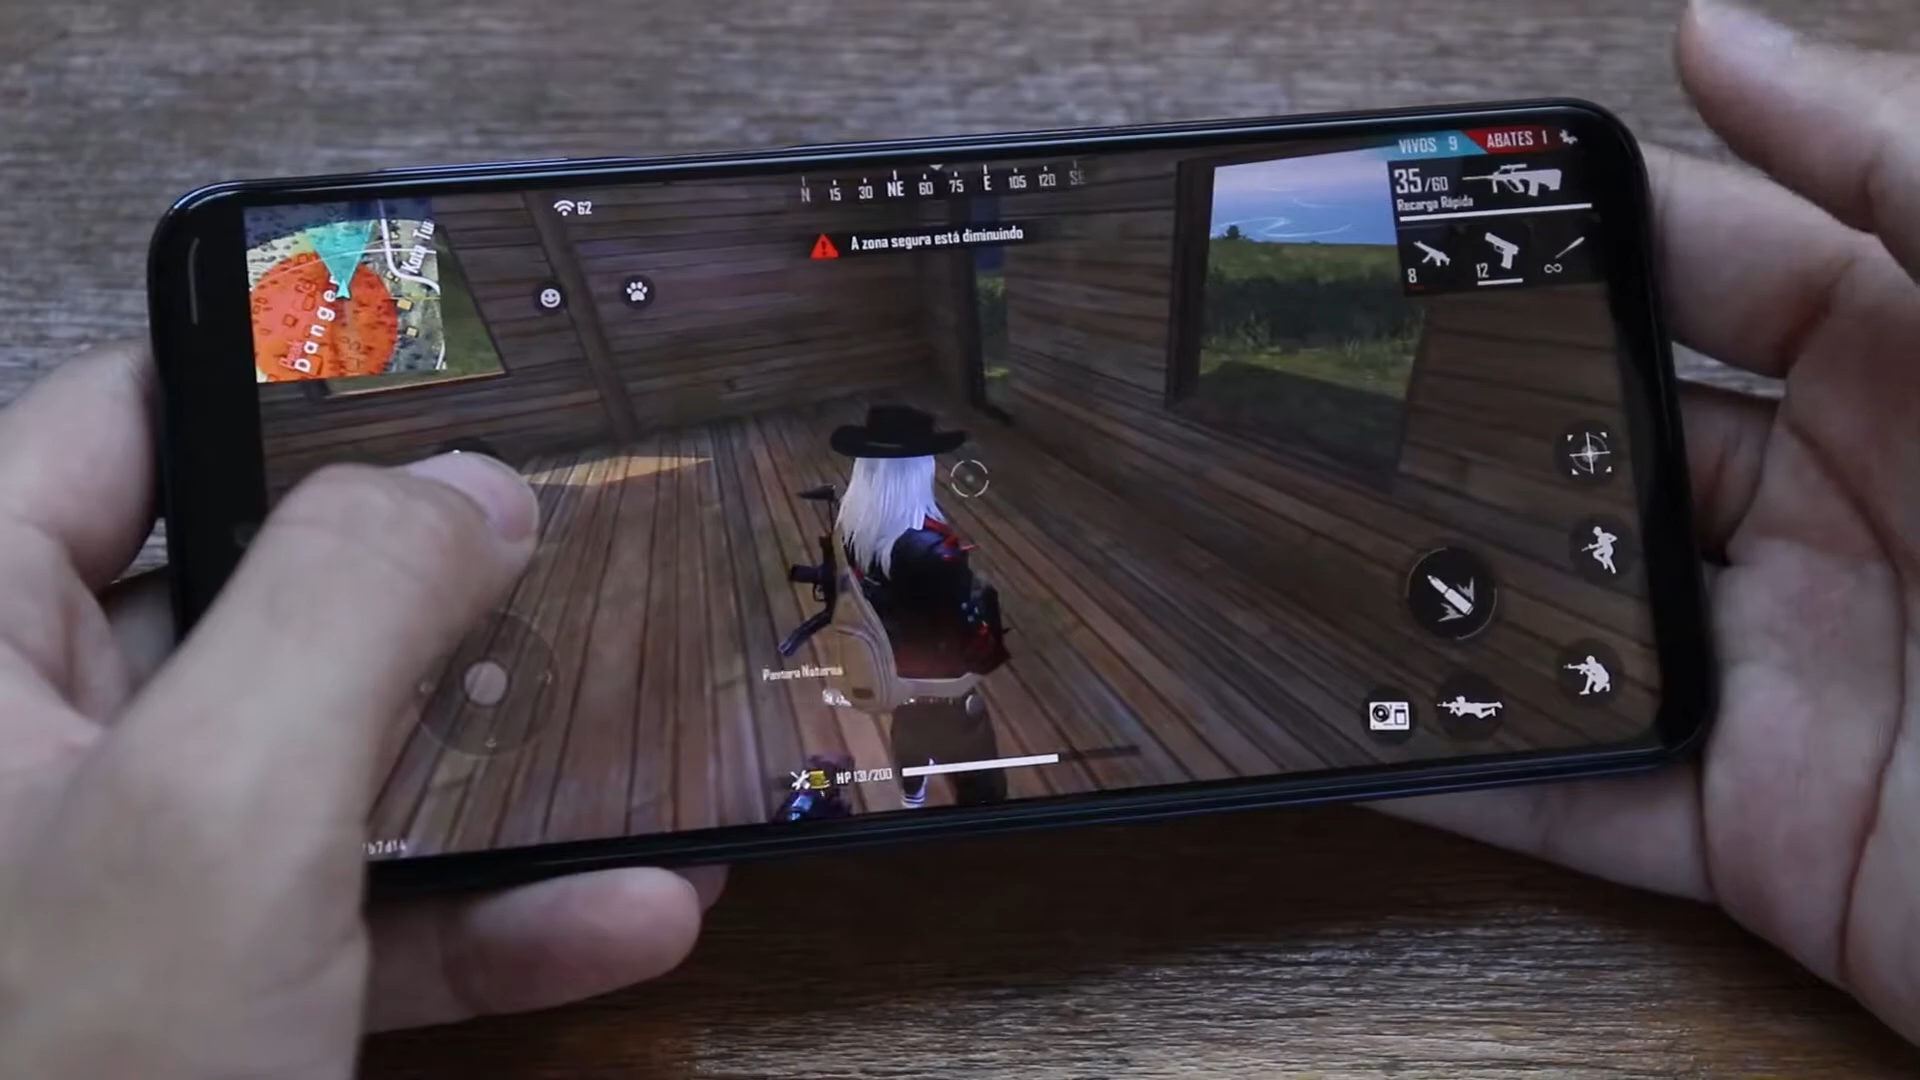 VIVOS 9 ABATES 1
62
N 15 30 NE 60 75 E 105 120 SE
35/60
Recarga Rápida
A zona segura está diminuindo
8 12 ∞
Danger
HP 131/200